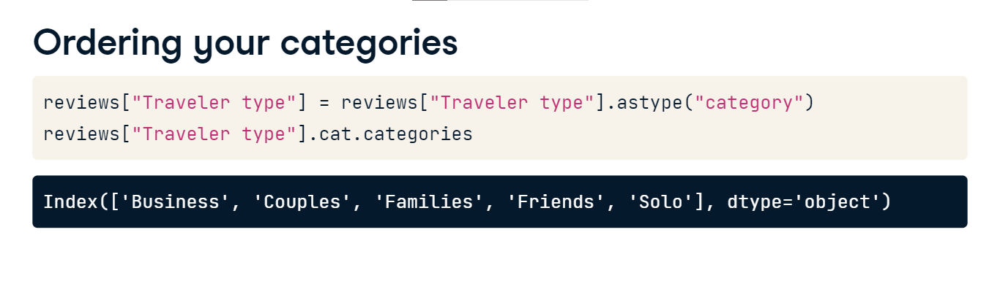 Ordering your categories
reviews["Traveler type"] = reviews["Traveler type"].astype("category")
reviews["Traveler type"].cat.categories
Index(['Business', 'Couples', 'Families', 'Friends', 'Solo'], dtype='object')